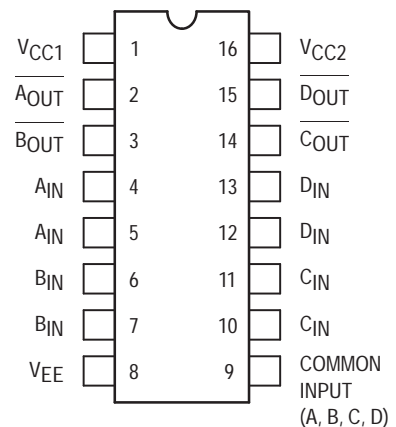 VCC1 1 16 VCC2
AOUT 2 15 DOUT
BOUT 3 14 COUT
AIN 4 13 DIN
AIN 5 12 DIN
BIN 6 11 CIN
BIN 7 10 CIN
VEE 8 9 COMMON
INPUT
(A, B, C, D)